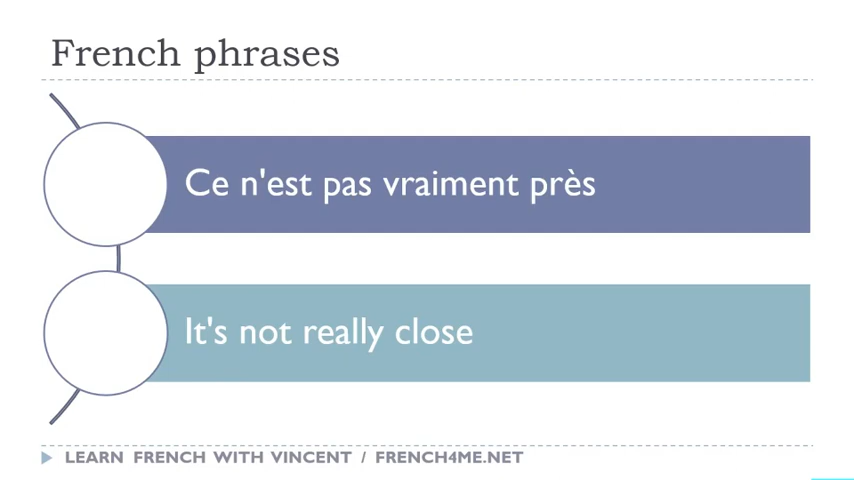 French phrases
Ce n'est pas vraiment près
It's not really close
LEARN FRENCH WITH VINCENT / FRENCH4ME.NET